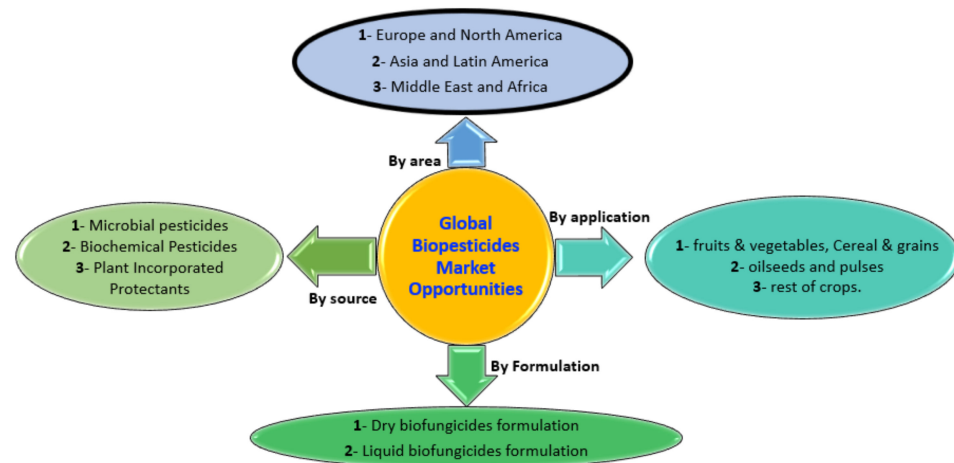 1- Europe and North America
2- Asia and Latin America
3- Middle East and Africa
By area
Global
Biopesticides
Market
Opportunities
By application
1- fruits & vegetables, Cereal & grains
2- oilseeds and pulses
3- rest of crops.
1- Microbial pesticides
2- Biochemical Pesticides
3- Plant Incorporated
Protectants
By source
By Formulation
1- Dry biofungicides formulation
2- Liquid biofungicides formulation